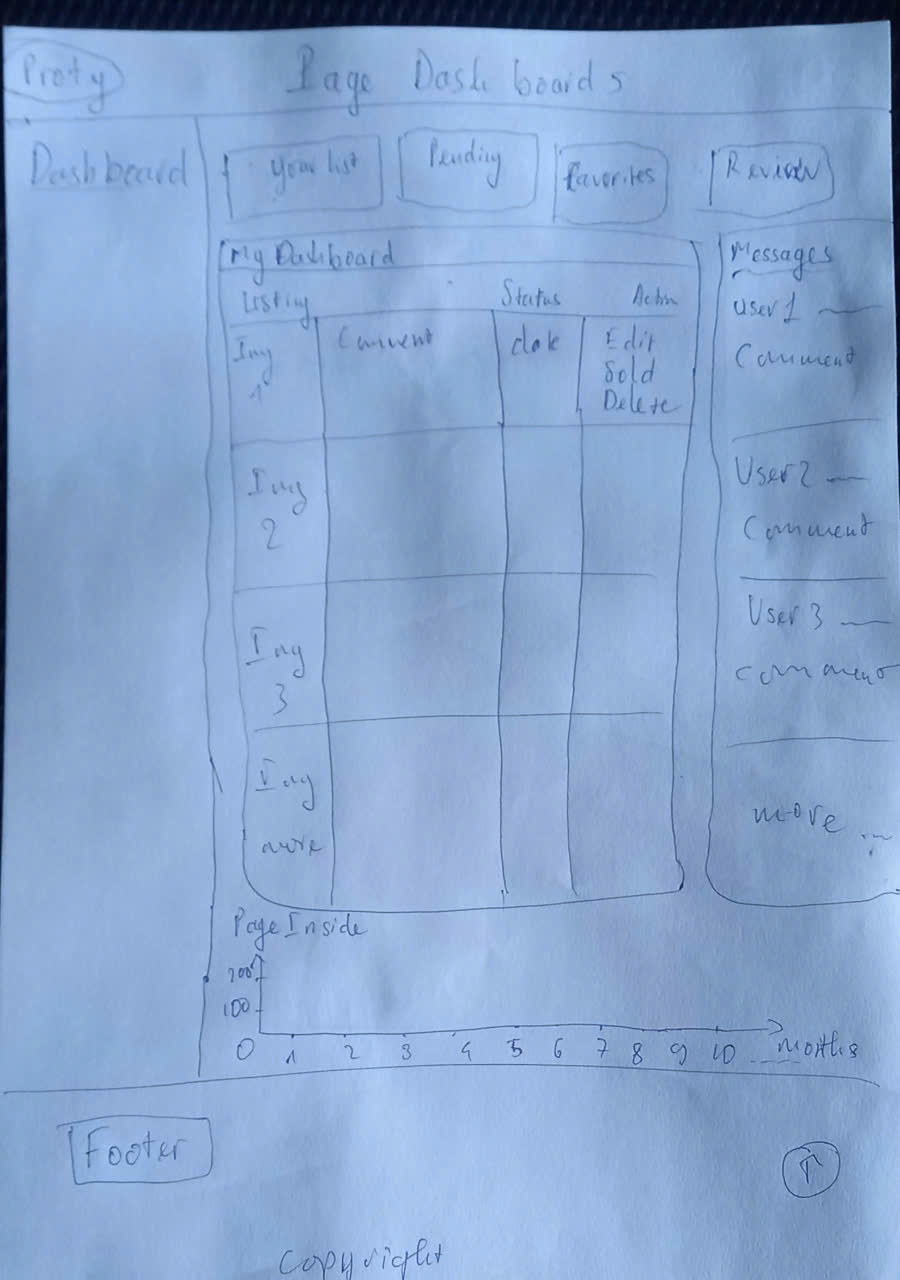 Proty
Page Dashboard 5
Dashboard
Your list
Pending
favorites
Review
My Dashboard
Listing Status Action
Img
1
Comment
date
Edit
Sold
Delete
Img
2
Img
3
Img
more
Messages
User 1
Comment
User 2
Comment
User 3
comment
more ...
Page Inside
200
100
0 1 2 3 4 5 6 7 8 9 10 ... months
Footer
↑
Copyright